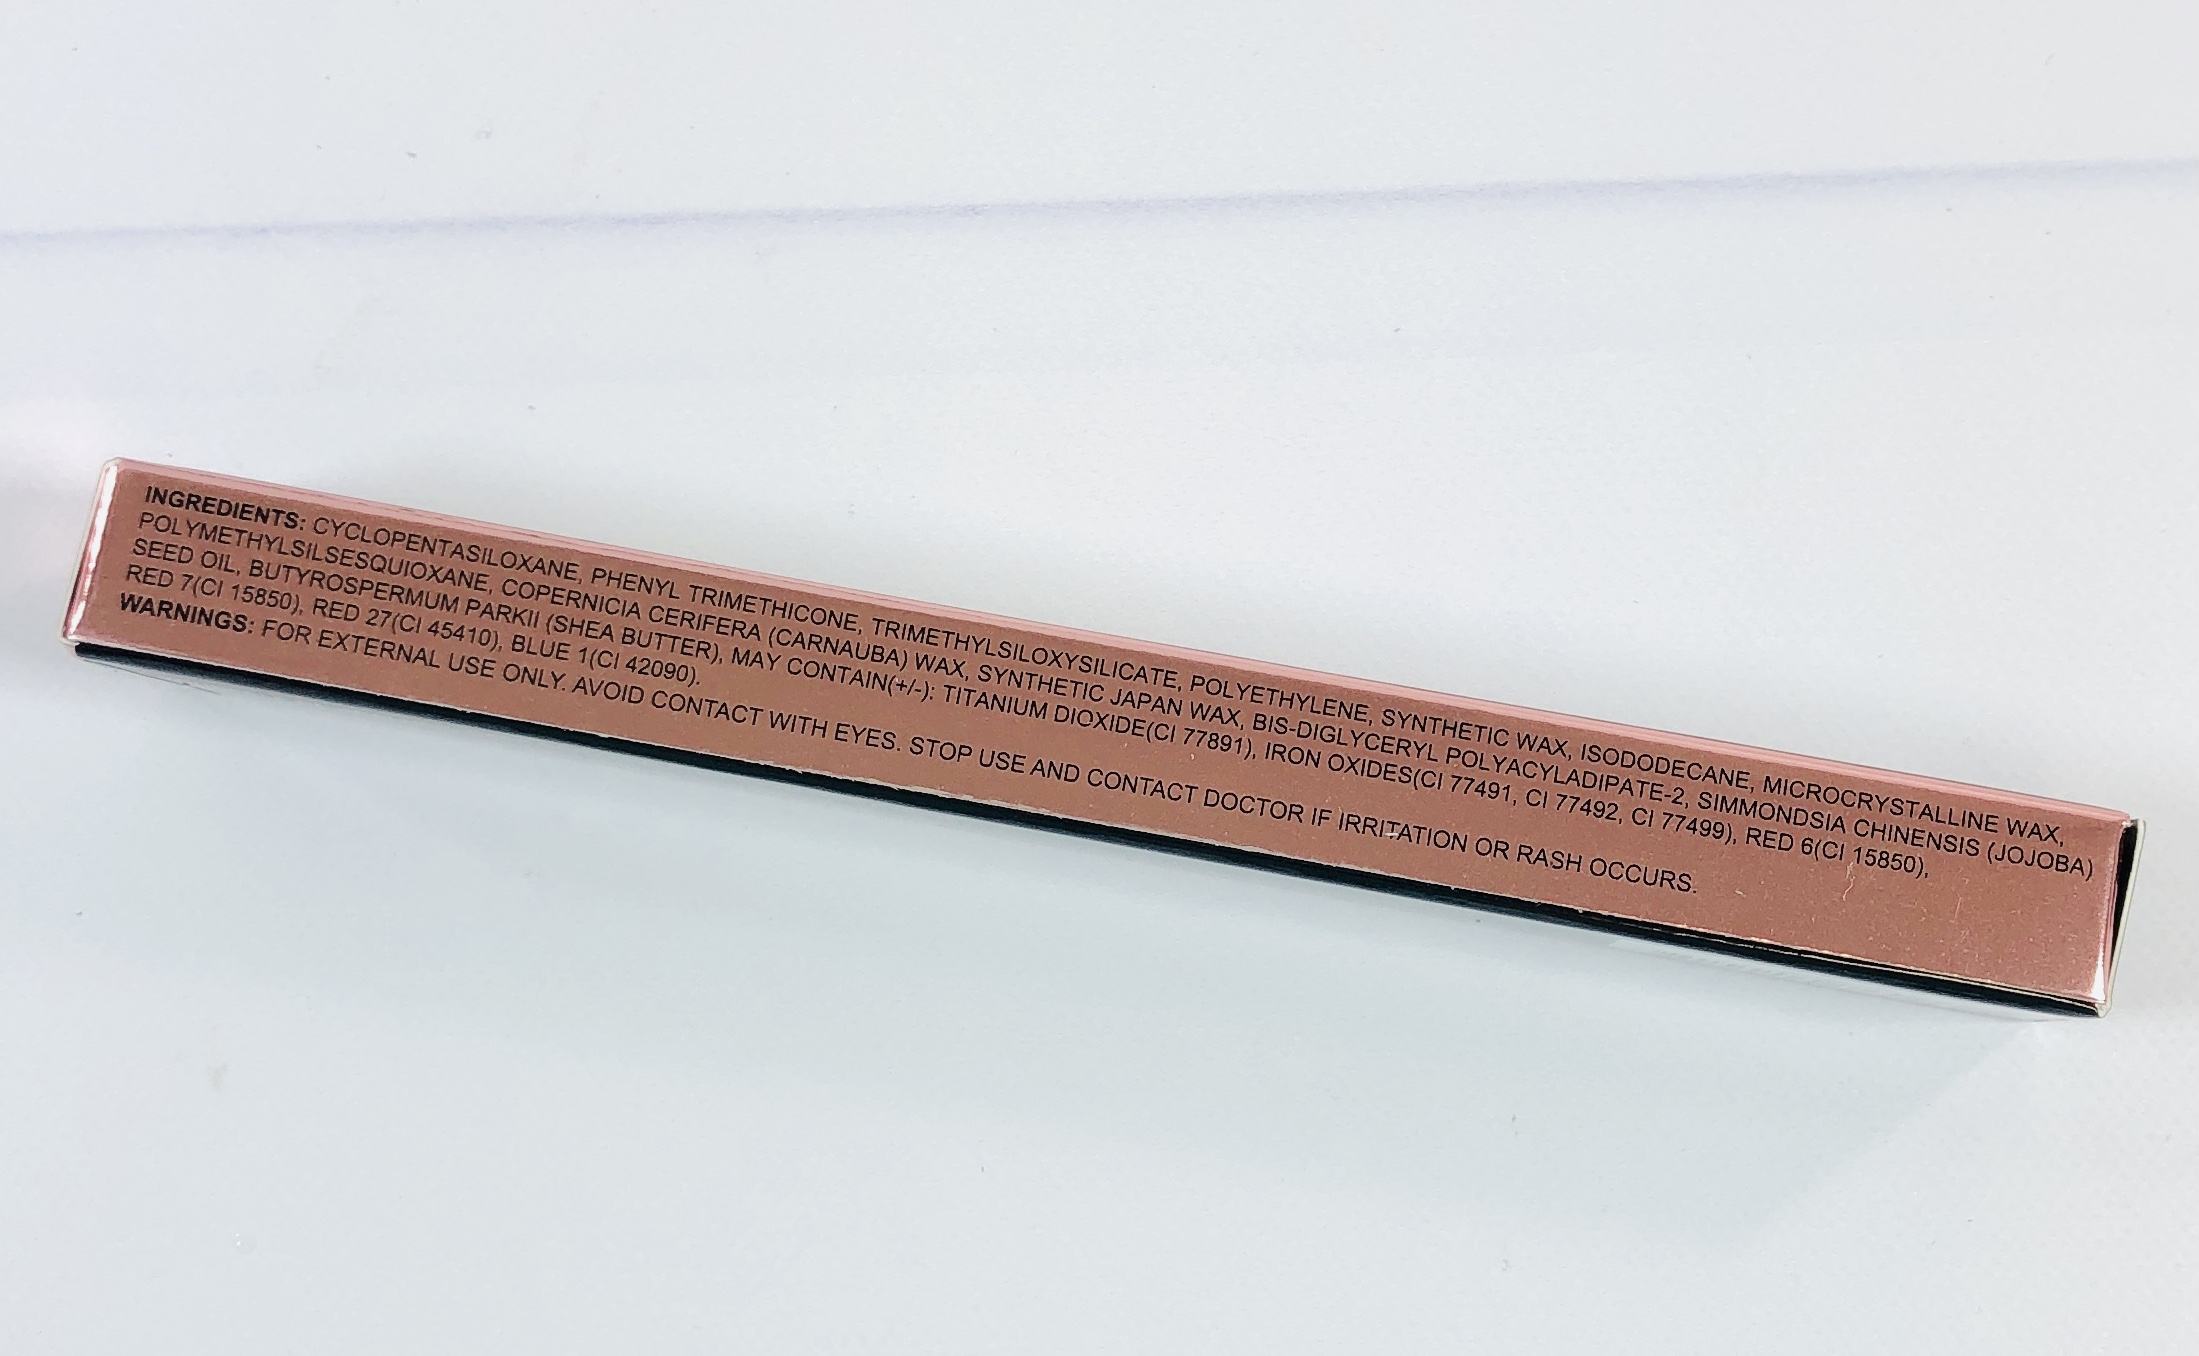 INGREDIENTS: CYCLOPENTASILOXANE, PHENYL TRIMETHICONE, TRIMETHYLSILOXYSILICATE, POLYETHYLENE, SYNTHETIC WAX, ISODODECANE, MICROCRYSTALLINE WAX,
POLYMETHYLSILSESQUIOXANE, COPERNICIA CERIFERA (CARNAUBA) WAX, SYNTHETIC JAPAN WAX, BIS-DIGLYCERYL POLYACYLADIPATE-2, SIMMONDSIA CHINENSIS (JOJOBA)
SEED OIL, BUTYROSPERMUM PARKII (SHEA BUTTER), MAY CONTAIN(+/-): TITANIUM DIOXIDE(CI 77891), IRON OXIDES(CI 77491, CI 77492, CI 77499), RED 6(CI 15850),
RED 7(CI 15850), RED 27(CI 45410), BLUE 1(CI 42090).
WARNINGS: FOR EXTERNAL USE ONLY. AVOID CONTACT WITH EYES. STOP USE AND CONTACT DOCTOR IF IRRITATION OR RASH OCCURS.